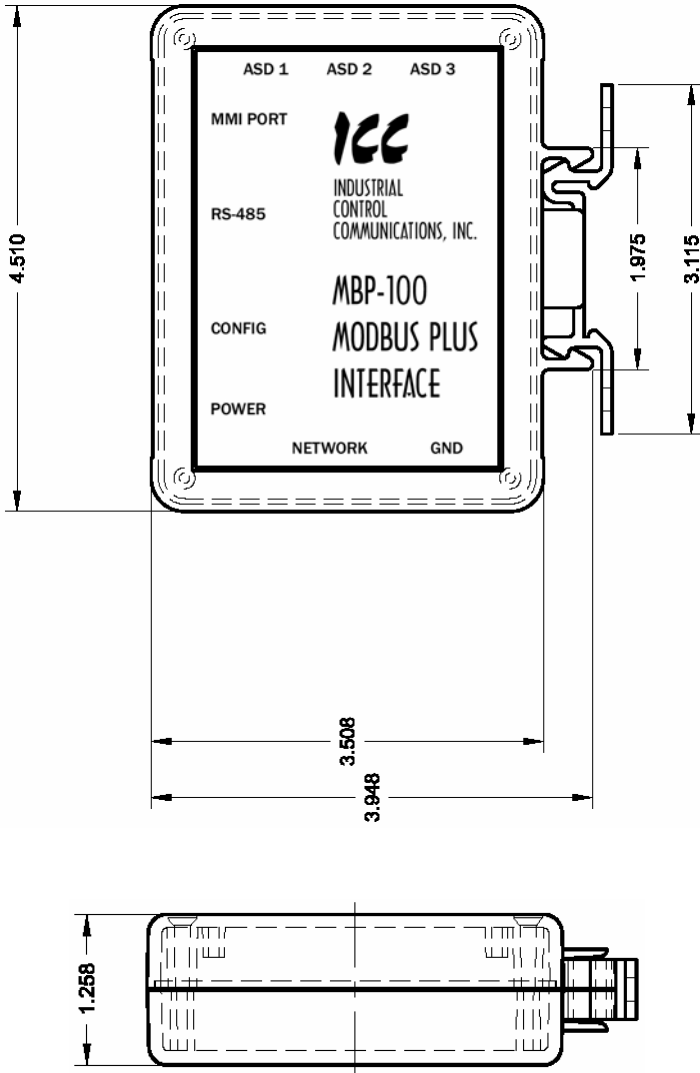 ASD 1 ASD 2 ASD 3
MMI PORT
ICC
INDUSTRIAL
CONTROL
COMMUNICATIONS, INC.
RS-485
MBP-100
MODBUS PLUS
INTERFACE
CONFIG
POWER
NETWORK GND
4.510
1.975
3.115
3.508
3.948
1.258